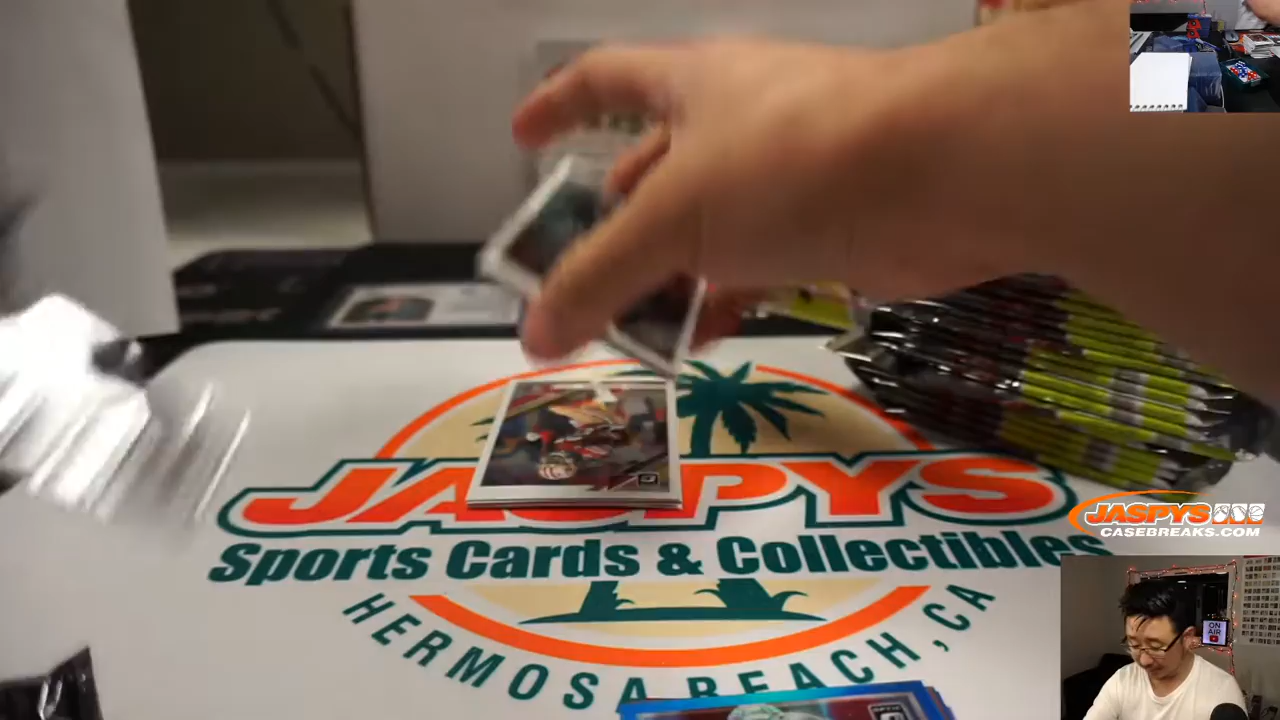 JASPYS
Sports Cards & Collectibles
HERMOSA BEACH, CA
JASPYS
CASEBREAKS.COM
ON
AIR